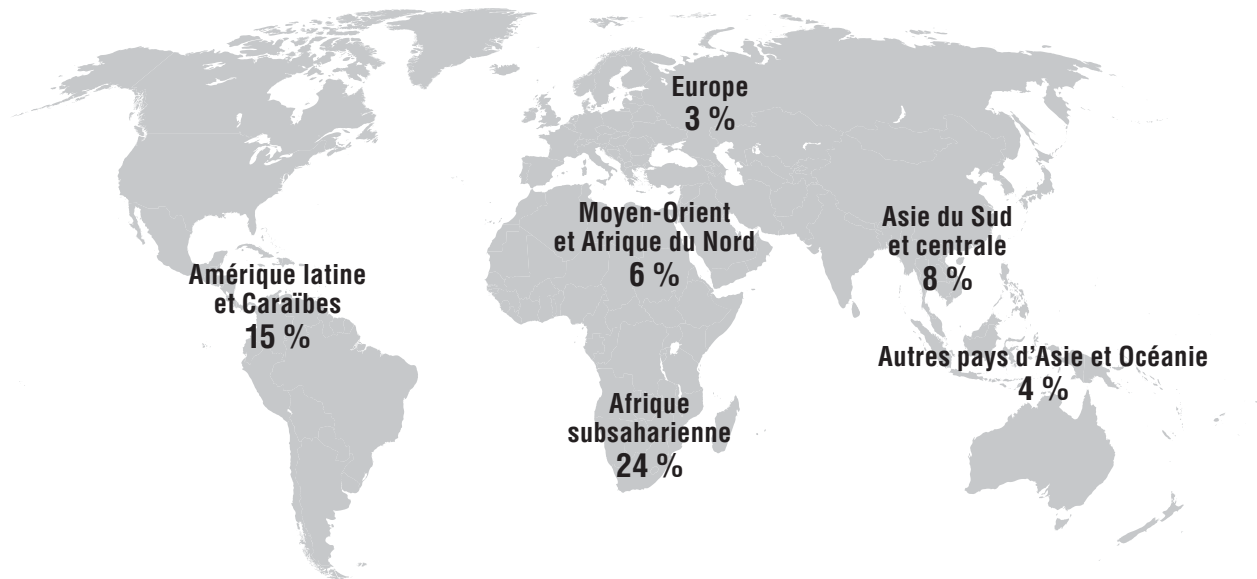 Europe
3 %
Moyen-Orient
et Afrique du Nord
6 %
Asie du Sud
et centrale
8 %
Amérique latine
et Caraïbes
15 %
Autres pays d’Asie et Océanie
4 %
Afrique
subsaharienne
24 %